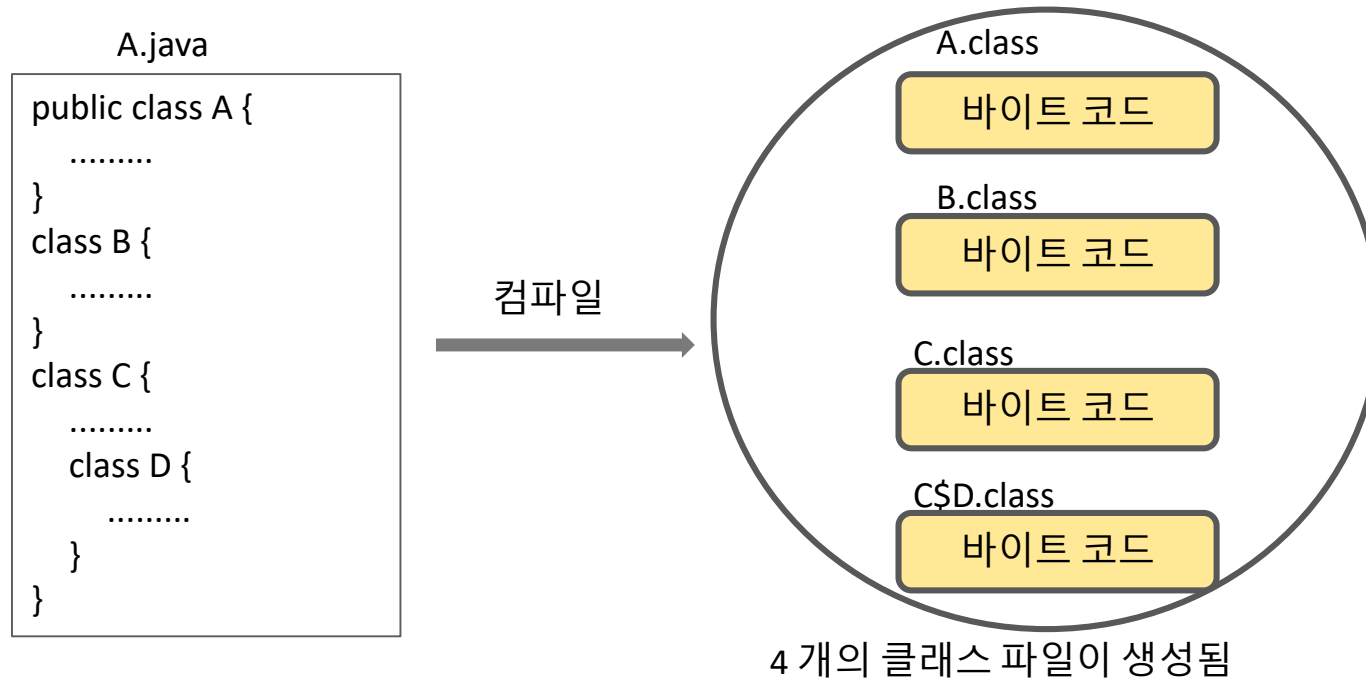 A.java
public class A {
.........
}
class B {
.........
}
class C {
.........
class D {
.........
}
}
컴파일
A.class
바이트 코드
B.class
바이트 코드
C.class
바이트 코드
C$D.class
바이트 코드
4 개의 클래스 파일이 생성됨